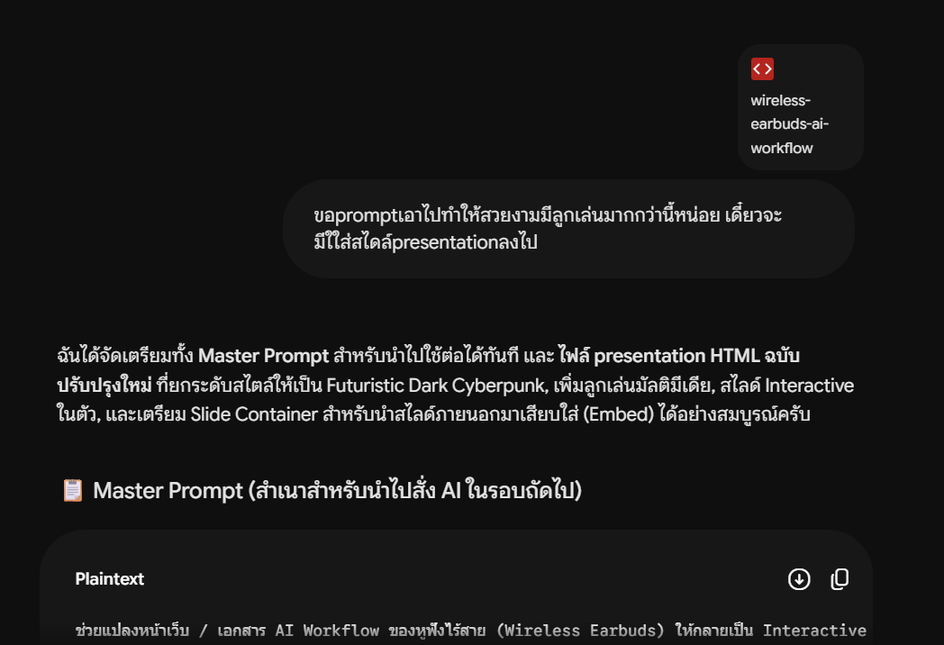 wireless-
earbuds-ai-
workflow
ขอpromptเอาไปทำให้สวยงามมีลูกเล่นมากกว่านี้หน่อย เดี๋ยวจะ
มีใใส่สไดล์presentationลงไป
ฉันได้จัดเตรียมทั้ง Master Prompt สำหรับนำไปใช้ต่อได้ทันที และ ไฟล์ presentation HTML ฉบับ
ปรับปรุงใหม่ ที่ยกระดับสไตล์ให้เป็น Futuristic Dark Cyberpunk, เพิ่มลูกเล่นมัลติมีเดีย, สไลด์ Interactive
ในตัว, และเตรียม Slide Container สำหรับนำสไลด์ภายนอกมาเสียบใส่ (Embed) ได้อย่างสมบูรณ์ครับ
📋 Master Prompt (สำเนาสำหรับนำไปสั่ง AI ในรอบถัดไป)
Plaintext
ช่วยแปลงหน้าเว็บ / เอกสาร AI Workflow ของหูฟังไร้สาย (Wireless Earbuds) ให้กลายเป็น Interactive